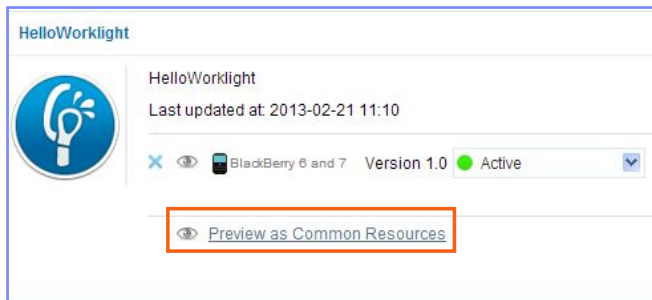 HelloWorklight
HelloWorklight
Last updated at: 2013-02-21 11:10
BlackBerry 6 and 7 Version 1.0 Active
Preview as Common Resources